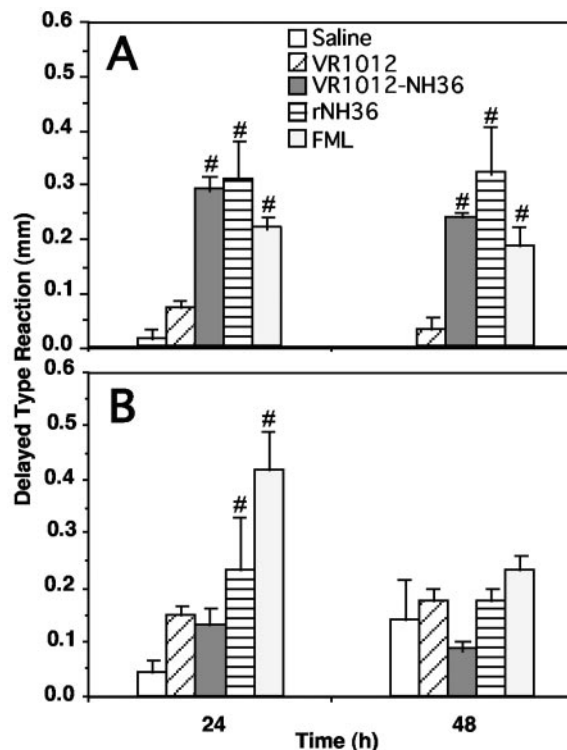 A
Saline
VR1012
VR1012-NH36
rNH36
FML
0.6
0.5
0.4
0.3
0.2
0.1
0.0
# # #
# # #
Delayed Type Reaction (mm)
B
0.6
0.5
0.4
0.3
0.2
0.1
0.0
# #
24 48
Time (h)